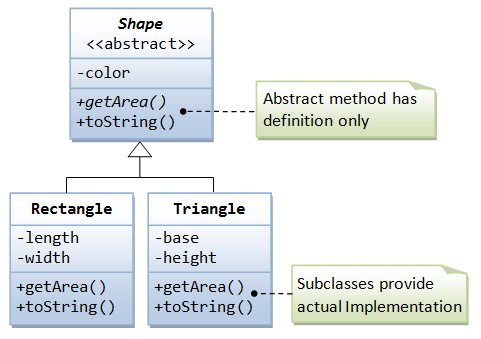 Shape
<<abstract>>
-color
+getArea()
+toString()
Abstract method has
definition only
Rectangle
-length
-width
+getArea()
+toString()
Triangle
-base
-height
+getArea()
+toString()
Subclasses provide
actual Implementation